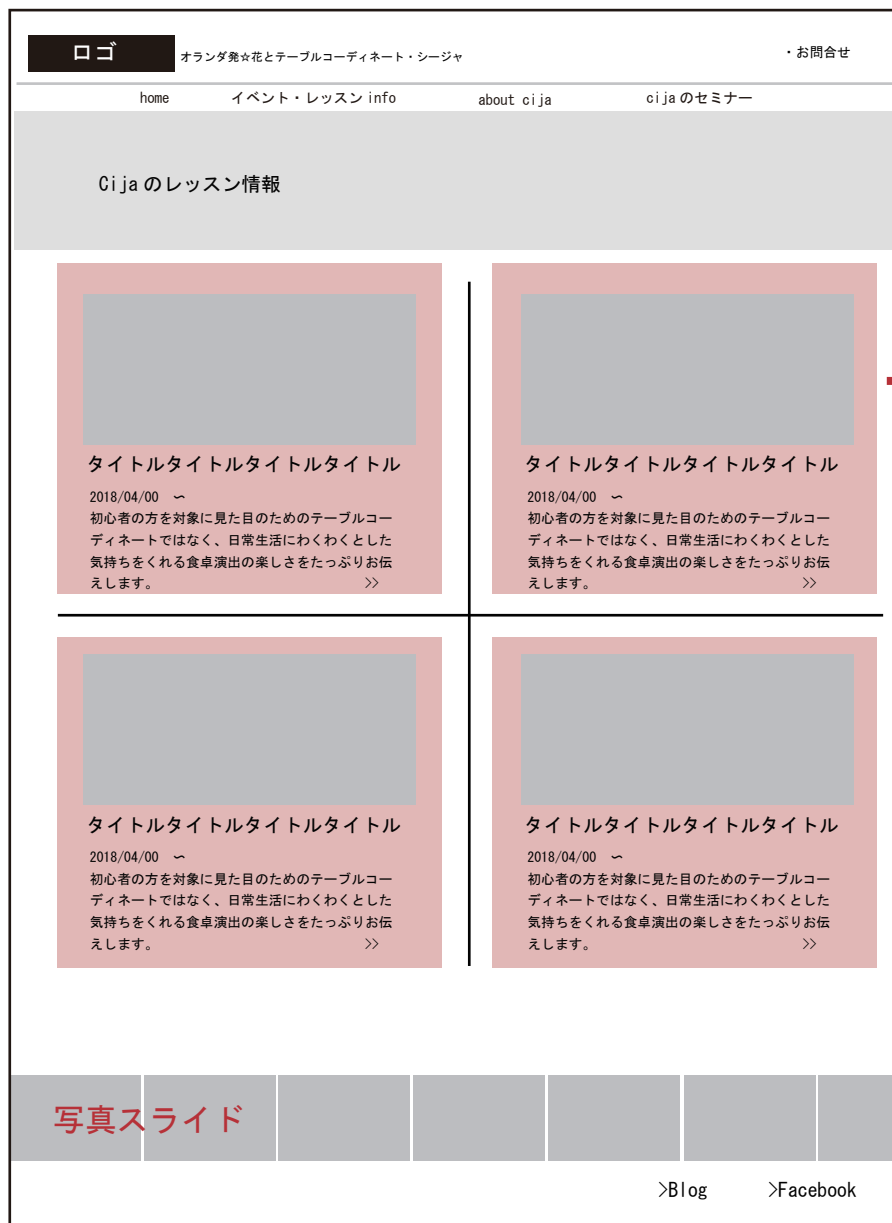 ロゴ
オランダ発☆花とテーブルコーディネート・シージャ
・お問合せ
home イベント・レッスン info about cija cija のセミナー
Cija のレッスン情報
タイトルタイトルタイトルタイトル
2018/04/00 〜
初心者の方を対象に見た目のためのテーブルコー
ディネートではなく、日常生活にわくわくとした
気持ちをくれる食卓演出の楽しさをたっぷりお伝
えします。 >>
タイトルタイトルタイトルタイトル
2018/04/00 〜
初心者の方を対象に見た目のためのテーブルコー
ディネートではなく、日常生活にわくわくとした
気持ちをくれる食卓演出の楽しさをたっぷりお伝
えします。 >>
タイトルタイトルタイトルタイトル
2018/04/00 〜
初心者の方を対象に見た目のためのテーブルコー
ディネートではなく、日常生活にわくわくとした
気持ちをくれる食卓演出の楽しさをたっぷりお伝
えします。 >>
タイトルタイトルタイトルタイトル
2018/04/00 〜
初心者の方を対象に見た目のためのテーブルコー
ディネートではなく、日常生活にわくわくとした
気持ちをくれる食卓演出の楽しさをたっぷりお伝
えします。 >>
写真スライド
>Blog >Facebook